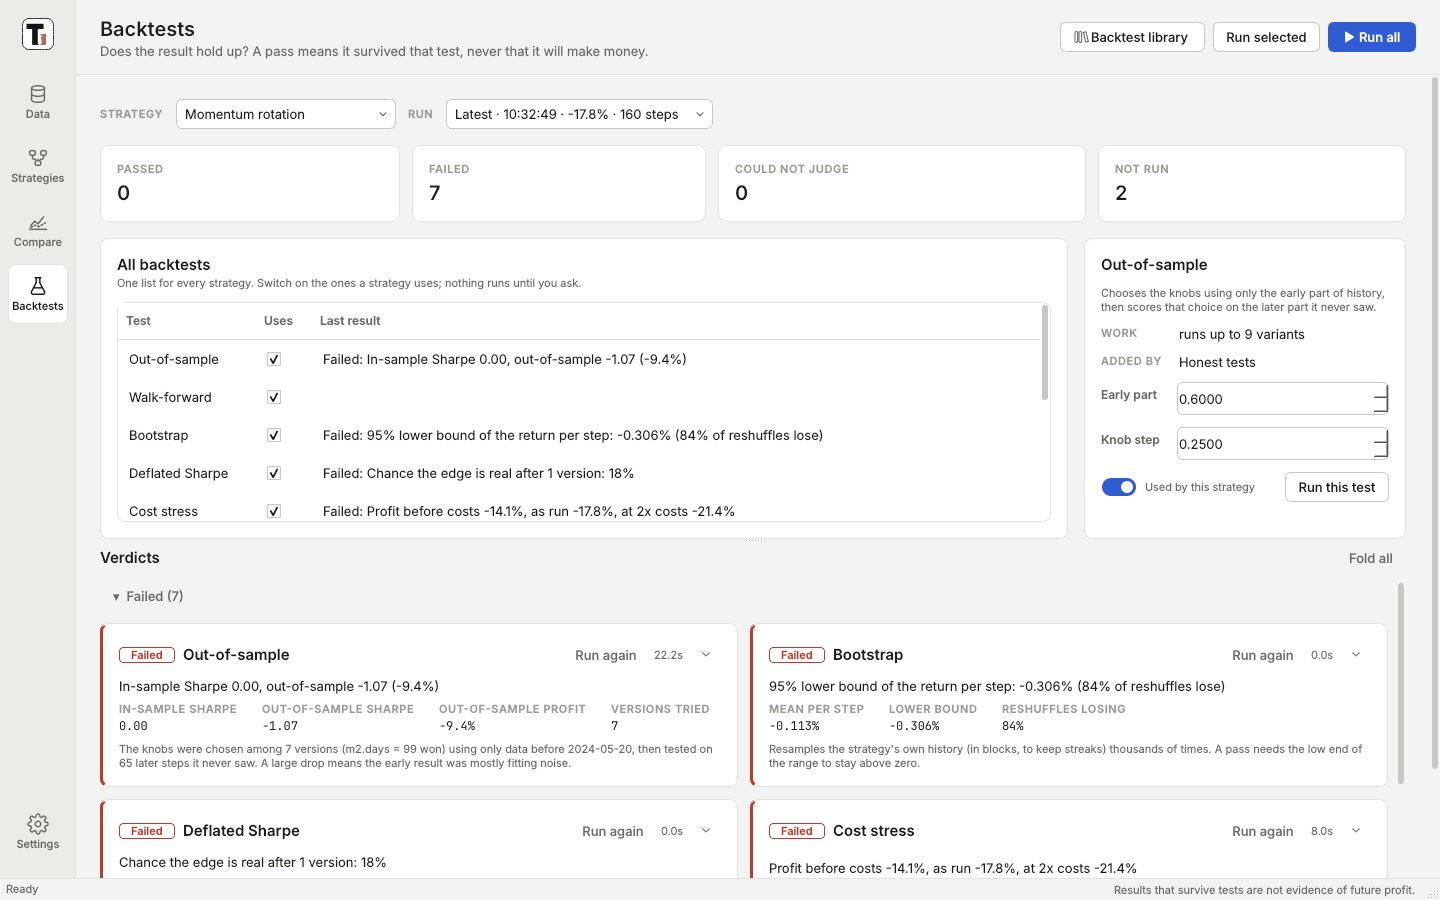 Backtests
Does the result hold up? A pass means it survived that test, never that it will make money.
Backtest library
Run selected
Run all
Data
Strategies
Compare
Backtests
Settings
STRATEGY
Momentum rotation
RUN
Latest · 10:32:49 · -17.8% · 160 steps
PASSED
0
FAILED
7
COULD NOT JUDGE
0
NOT RUN
2
All backtests
One list for every strategy. Switch on the ones a strategy uses; nothing runs until you ask.
Test Uses Last result
Out-of-sample Failed: In-sample Sharpe 0.00, out-of-sample -1.07 (-9.4%)
Walk-forward
Bootstrap Failed: 95% lower bound of the return per step: -0.306% (84% of reshuffles lose)
Deflated Sharpe Failed: Chance the edge is real after 1 version: 18%
Cost stress Failed: Profit before costs -14.1%, as run -17.8%, at 2x costs -21.4%
Out-of-sample
Chooses the knobs using only the early part of history,
then scores that choice on the later part it never saw.
WORK runs up to 9 variants
ADDED BY Honest tests
Early part 0.6000
Knob step 0.2500
Used by this strategy
Run this test
Verdicts
Fold all
Failed (7)
Failed Out-of-sample Run again 22.2s
In-sample Sharpe 0.00, out-of-sample -1.07 (-9.4%)
IN-SAMPLE SHARPE OUT-OF-SAMPLE SHARPE OUT-OF-SAMPLE PROFIT VERSIONS TRIED
0.00 -1.07 -9.4% 7
The knobs were chosen among 7 versions (m2.days = 99 won) using only data before 2024-05-20, then tested on
65 later steps it never saw. A large drop means the early result was mostly fitting noise.
Failed Bootstrap Run again 0.0s
95% lower bound of the return per step: -0.306% (84% of reshuffles lose)
MEAN PER STEP LOWER BOUND RESHUFFLES LOSING
-0.113% -0.306% 84%
Resamples the strategy's own history (in blocks, to keep streaks) thousands of times. A pass needs the low end of
the range to stay above zero.
Failed Deflated Sharpe Run again 0.0s
Chance the edge is real after 1 version: 18%
Failed Cost stress Run again 8.0s
Profit before costs -14.1%, as run -17.8%, at 2x costs -21.4%
Ready
Results that survive tests are not evidence of future profit.